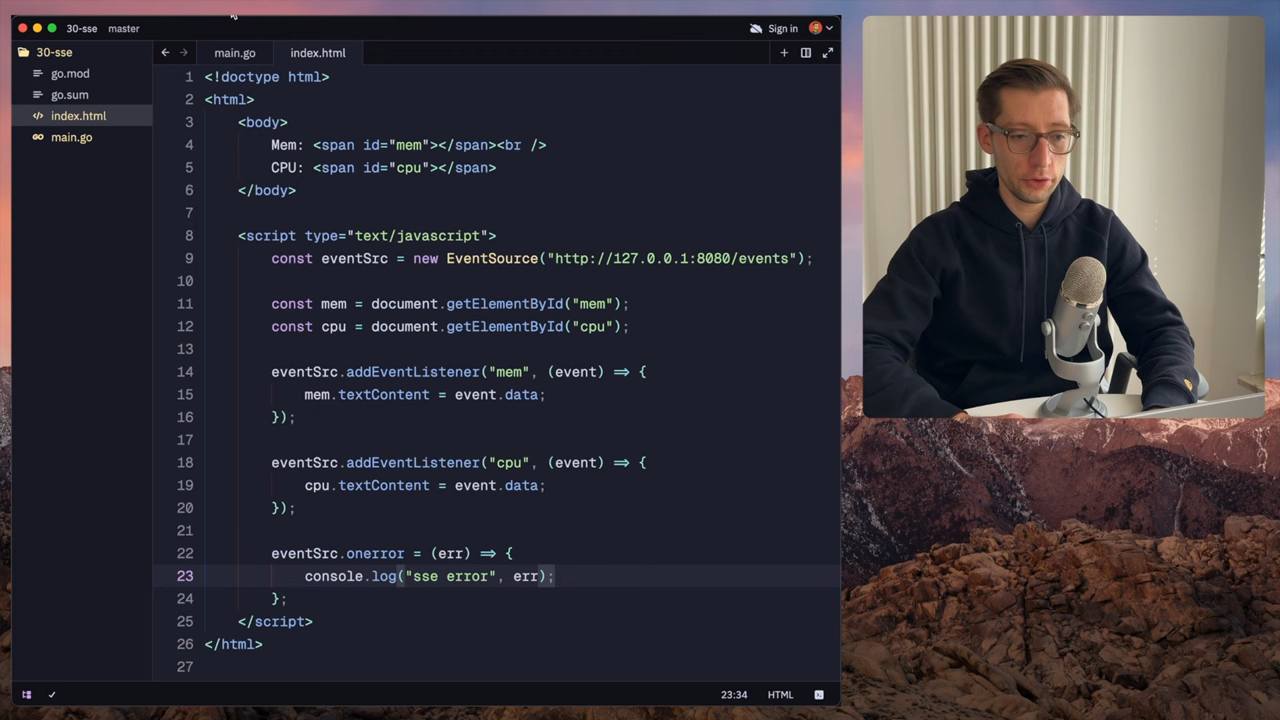 30-sse master
Sign in
30-sse
go.mod
go.sum
index.html
main.go
main.go index.html
1 <!doctype html>
2 <html>
3 <body>
4 Mem: <span id="mem"></span><br />
5 CPU: <span id="cpu"></span>
6 </body>
7
8 <script type="text/javascript">
9 const eventSrc = new EventSource("http://127.0.0.1:8080/events");
10
11 const mem = document.getElementById("mem");
12 const cpu = document.getElementById("cpu");
13
14 eventSrc.addEventListener("mem", (event) => {
15 mem.textContent = event.data;
16 });
17
18 eventSrc.addEventListener("cpu", (event) => {
19 cpu.textContent = event.data;
20 });
21
22 eventSrc.onerror = (err) => {
23 console.log("sse error", err);
24 };
25 </script>
26 </html>
27
23:34 HTML